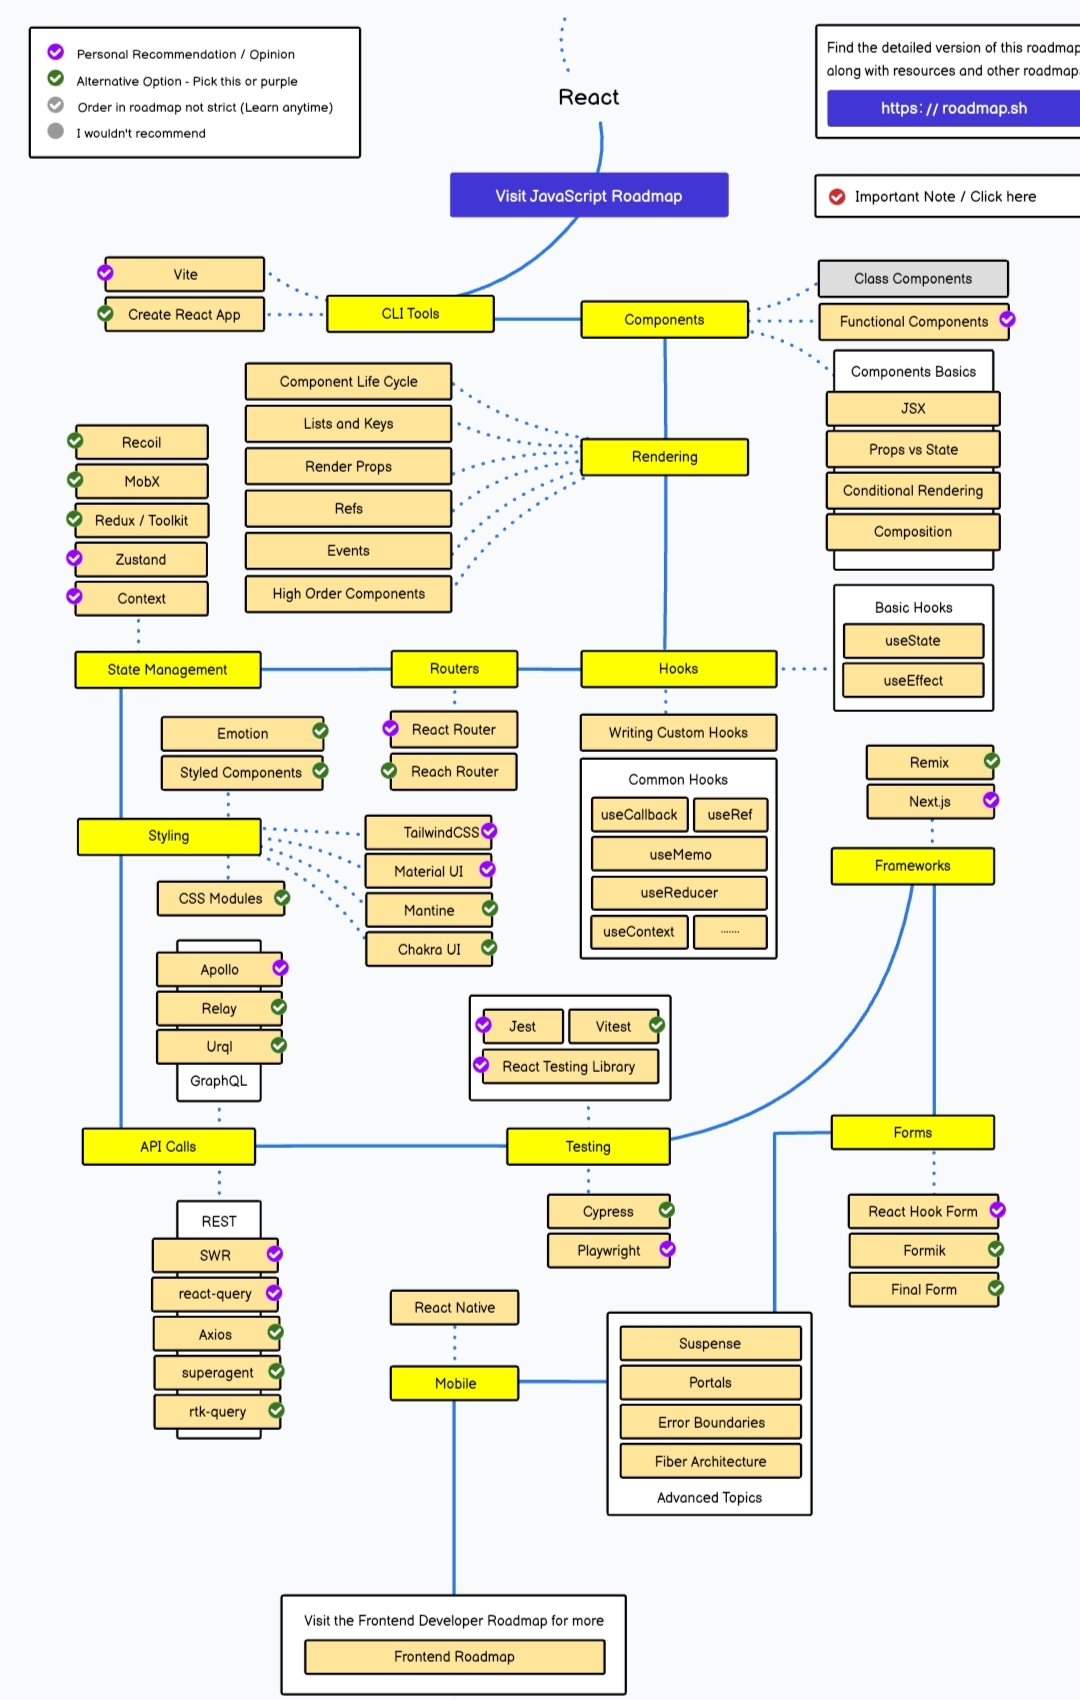 Personal Recommendation / Opinion
Alternative Option - Pick this or purple
Order in roadmap not strict (Learn anytime)
I wouldn't recommend
React
Find the detailed version of this roadmap
along with resources and other roadmaps
https: // roadmap.sh
Visit JavaScript Roadmap
Important Note / Click here
Vite
Create React App
CLI Tools
Components
Class Components
Functional Components
Components Basics
JSX
Props vs State
Conditional Rendering
Composition
Component Life Cycle
Lists and Keys
Render Props
Refs
Events
High Order Components
Rendering
Recoil
MobX
Redux / Toolkit
Zustand
Context
State Management
Routers
Hooks
Basic Hooks
useState
useEffect
Emotion
Styled Components
React Router
Reach Router
Writing Custom Hooks
Common Hooks
useCallback
useRef
useMemo
useReducer
useContext
.......
Remix
Next.js
Frameworks
Styling
TailwindCSS
Material UI
Mantine
Chakra UI
CSS Modules
Apollo
Relay
Urql
GraphQL
Jest
Vitest
React Testing Library
API Calls
Testing
Forms
REST
SWR
react-query
Axios
superagent
rtk-query
Cypress
Playwright
React Hook Form
Formik
Final Form
React Native
Mobile
Suspense
Portals
Error Boundaries
Fiber Architecture
Advanced Topics
Visit the Frontend Developer Roadmap for more
Frontend Roadmap